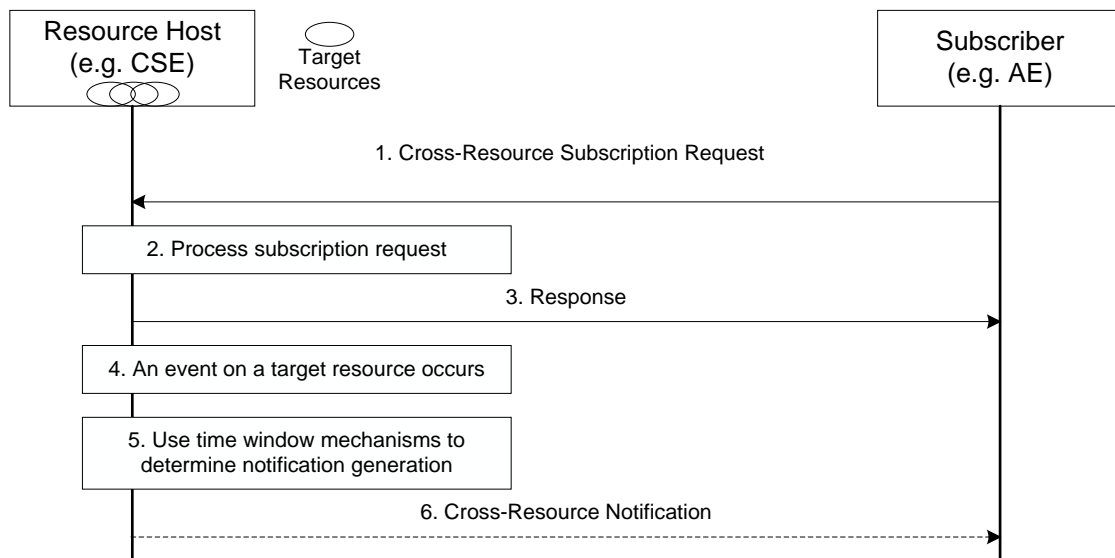 Resource Host
(e.g. CSE)
Target
Resources
Subscriber
(e.g. AE)
1. Cross-Resource Subscription Request
2. Process subscription request
3. Response
4. An event on a target resource occurs
5. Use time window mechanisms to
determine notification generation
6. Cross-Resource Notification